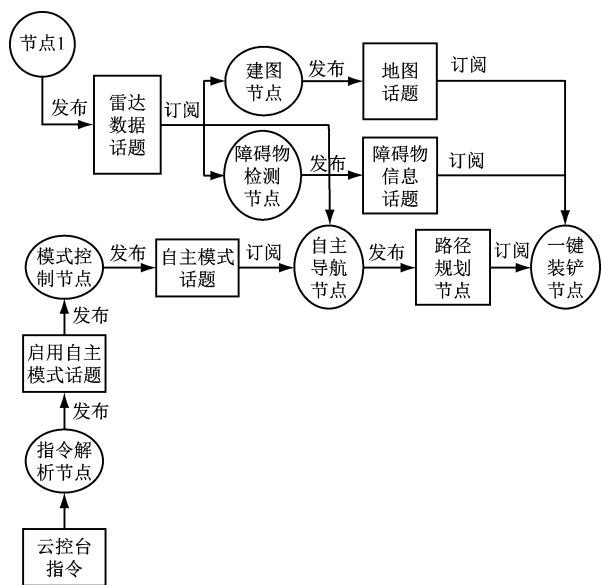 节点1
发布
雷达
数据
话题
订阅
建图
节点
发布
地图
话题
订阅
障碍物
检测
节点
发布
障碍物
信息
话题
订阅
模式控
制节点
发布
自主模式
话题
订阅
自主
导航
节点
发布
路径
规划
节点
订阅
一键
装铲
节点
发布
启用自主
模式话题
发布
指令解
析节点
云控台
指令